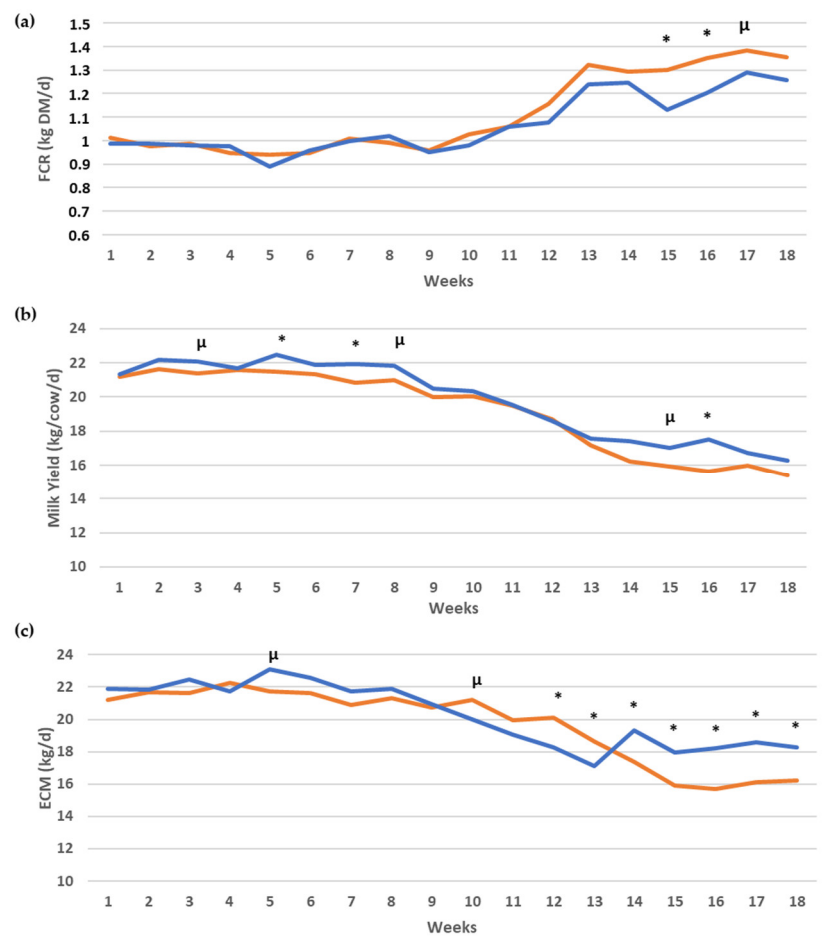 (a)
FCR (kg DM/d)
1.5
1.4
1.3
1.2
1.1
1
0.9
0.8
0.7
0.6
* * µ
1 2 3 4 5 6 7 8 9 10 11 12 13 14 15 16 17 18
Weeks
(b)
Milk Yield (kg/cow/d)
24
22
20
18
16
14
12
10
µ * * µ µ *
1 2 3 4 5 6 7 8 9 10 11 12 13 14 15 16 17 18
Weeks
(c)
ECM (kg/d)
24
22
20
18
16
14
12
10
µ µ * * * * * * *
1 2 3 4 5 6 7 8 9 10 11 12 13 14 15 16 17 18
Weeks